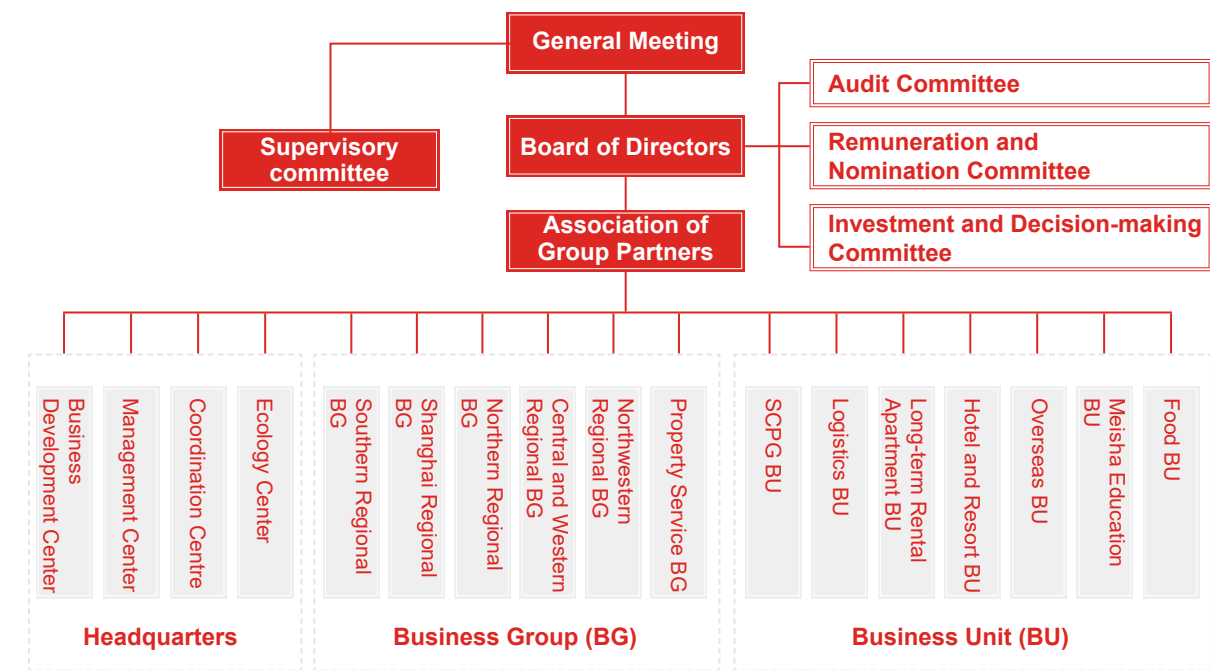 General Meeting
Audit Committee
Supervisory
committee
Board of Directors
Remuneration and
Nomination Committee
Association of
Group Partners
Investment and Decision-making
Committee
Business
Development Center
Management Center
Coordination Centre
Ecology Center
Southern Regional
BG
Shanghai Regional
BG
Northern Regional
BG
Central and Western
Regional BG
Northwestern
Regional BG
Property Service BG
SCPG BU
Logistics BU
Long-term Rental
Apartment BU
Hotel and Resort BU
Overseas BU
Meisha Education
BU
Food BU
Headquarters
Business Group (BG)
Business Unit (BU)